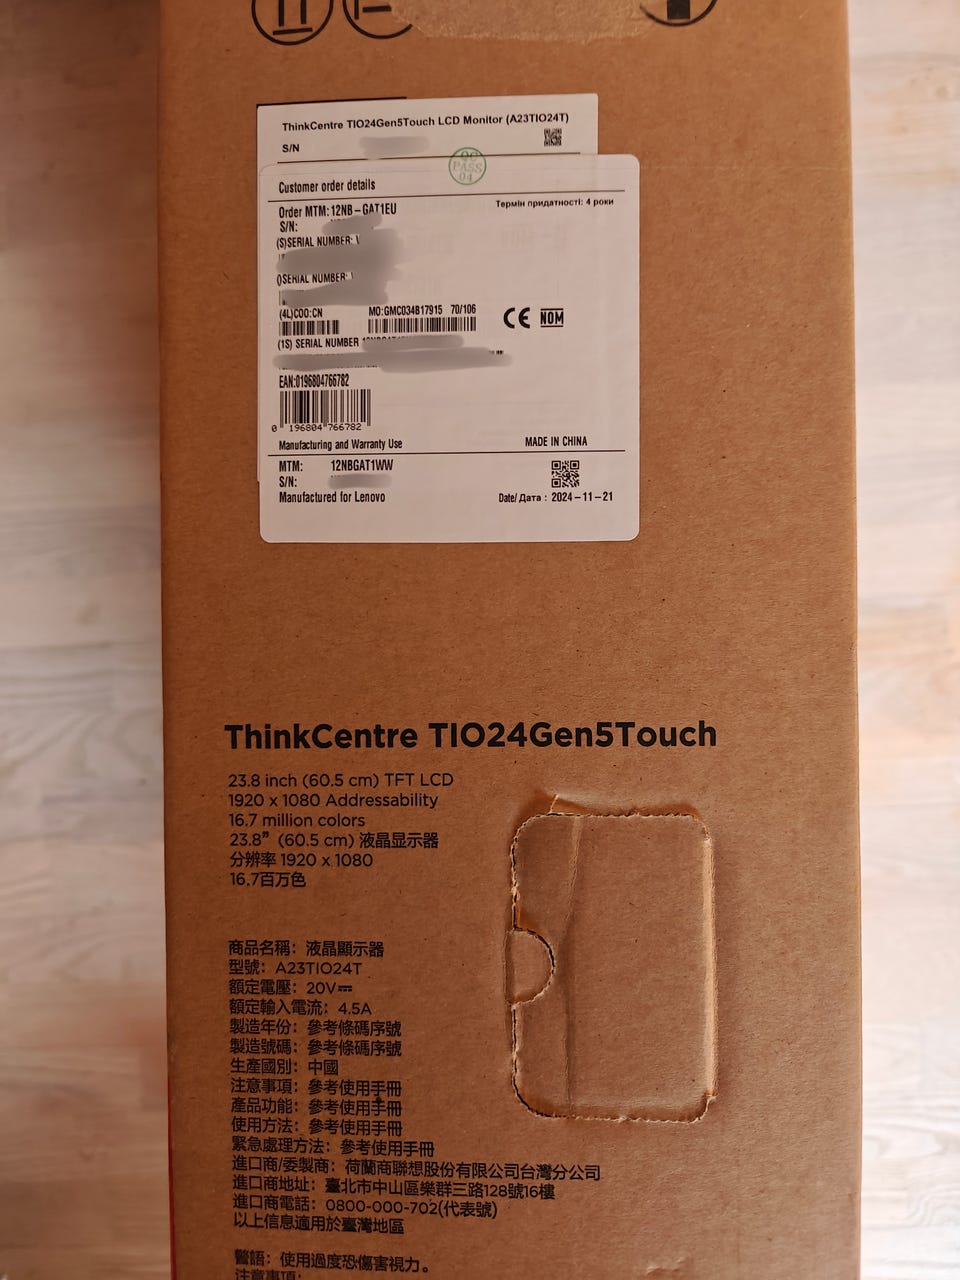 ThinkCentre TIO24Gen5Touch LCD Monitor (A23TIO24T)
S/N
QC
PASS
04
Customer order details
Order MTM: 12NB-GAT1EU
Термін придатності: 4 роки
S/N:
(S)SERIAL NUMBER:
()SERIAL NUMBER:
(4L)COO:CN
MO:GMC034B17915 70/106
CE NOM
(1S) SERIAL NUMBER
EAN:0196804766782
0 196804 766782
Manufacturing and Warranty Use
MADE IN CHINA
MTM: 12NBGAT1WW
S/N:
Manufactured for Lenovo
Date/Дата : 2024-11-21
ThinkCentre TIO24Gen5Touch
23.8 inch (60.5 cm) TFT LCD
1920 x 1080 Addressability
16.7 million colors
23.8” (60.5 cm) 液晶显示器
分辨率 1920 x 1080
16.7百万色
商品名稱：液晶顯示器
型號：A23TIO24T
額定電壓：20V⎓
額定輸入電流：4.5A
製造年份：參考條碼序號
製造號碼：參考條碼序號
生產國別：中國
注意事項：參考使用手冊
產品功能：參考使用手冊
使用方法：參考使用手冊
緊急處理方法：參考使用手冊
進口商/委製商：荷蘭商聯想股份有限公司台灣分公司
進口商地址：臺北市中山區樂群三路128號16樓
進口商電話：0800-000-702(代表號)
以上信息適用於臺灣地區
警語：使用過度恐傷害視力。
注意事項：